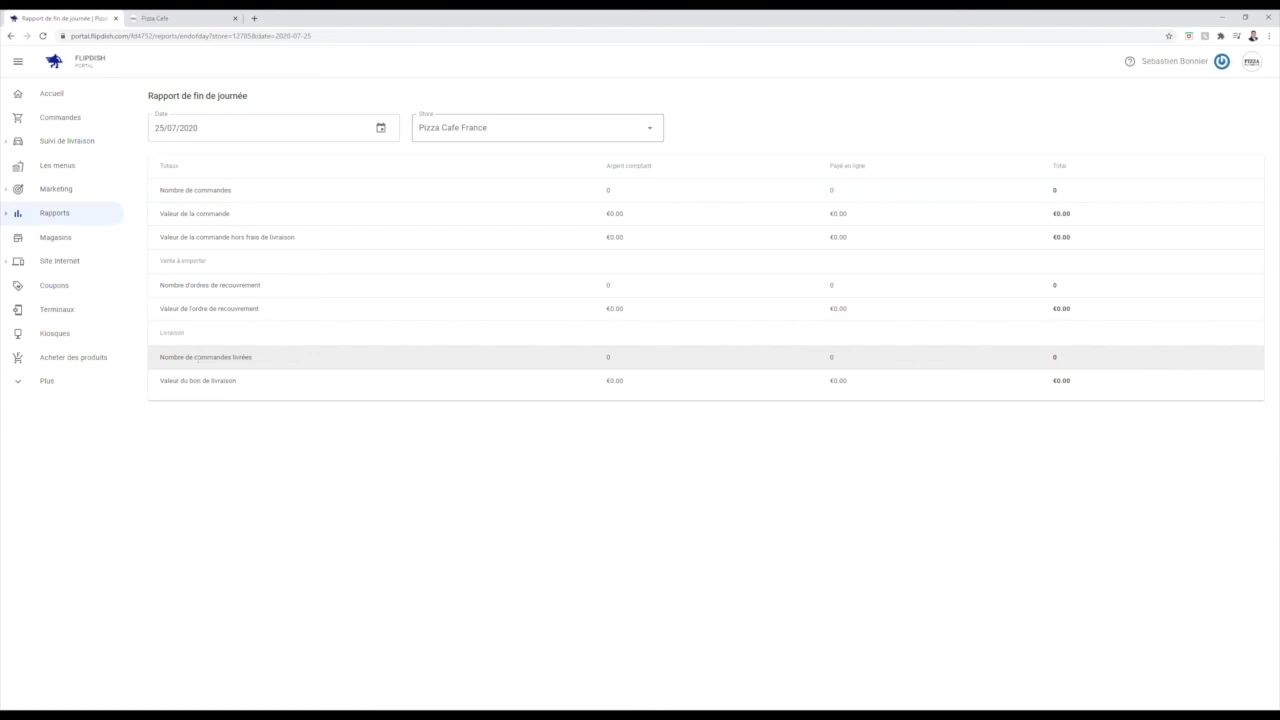 Rapport de fin de journée | Pizza
Pizza Cafe
portal.flipdish.com/fd4752/reports/endofday?store=12785&date=2020-07-25
FLIPDISH
PORTAL
Sebastien Bonnier
PIZZA
Accueil
Commandes
Suivi de livraison
Les menus
Marketing
Rapports
Magasins
Site Internet
Coupons
Terminaux
Kiosques
Acheter des produits
Plus
Rapport de fin de journée
Date
25/07/2020
Store
Pizza Cafe France
Totaux Argent comptant Payé en ligne Total
Nombre de commandes 0 0 0
Valeur de la commande €0.00 €0.00 €0.00
Valeur de la commande hors frais de livraison €0.00 €0.00 €0.00
Vente à emporter
Nombre d'ordres de recouvrement 0 0 0
Valeur de l'ordre de recouvrement €0.00 €0.00 €0.00
Livraison
Nombre de commandes livrées 0 0 0
Valeur du bon de livraison €0.00 €0.00 €0.00